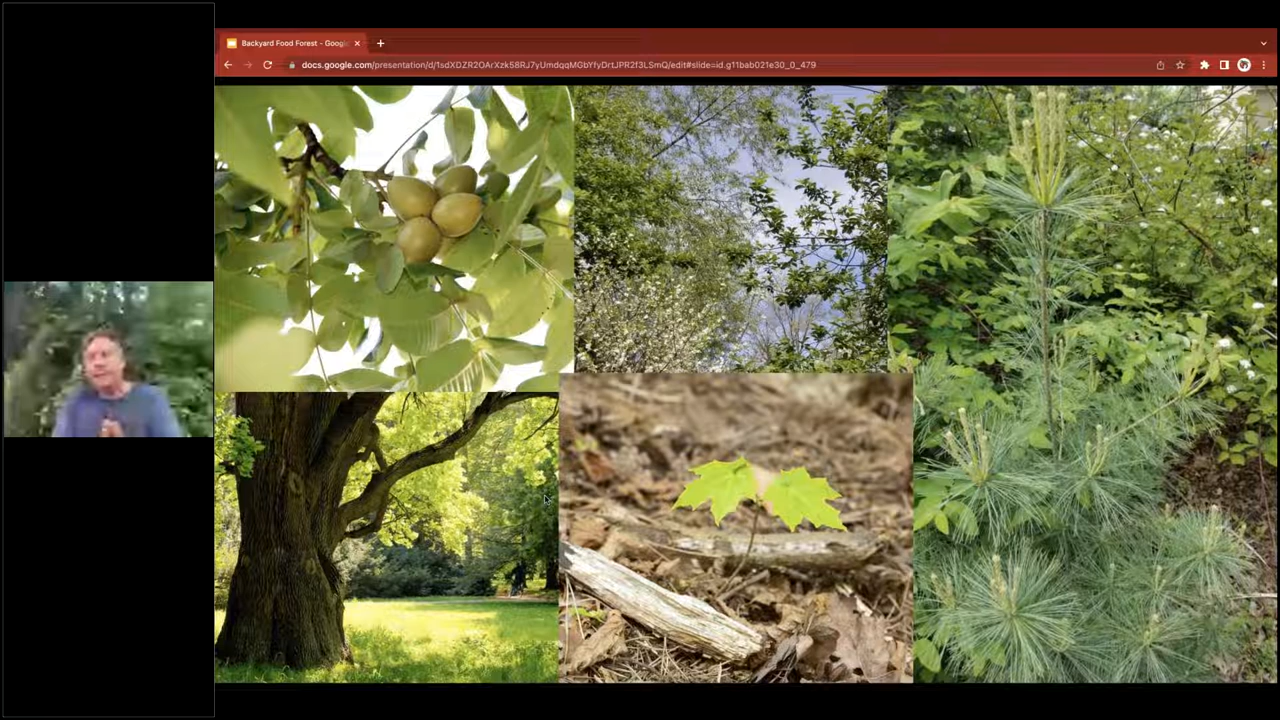 Backyard Food Forest - Googl
docs.google.com/presentation/d/1sdXDZR2OArXzk58RJ7yUmdqqMGbYfyDrtJPR2f3LSmQ/edit#slide=id.g11bab021e30_0_479